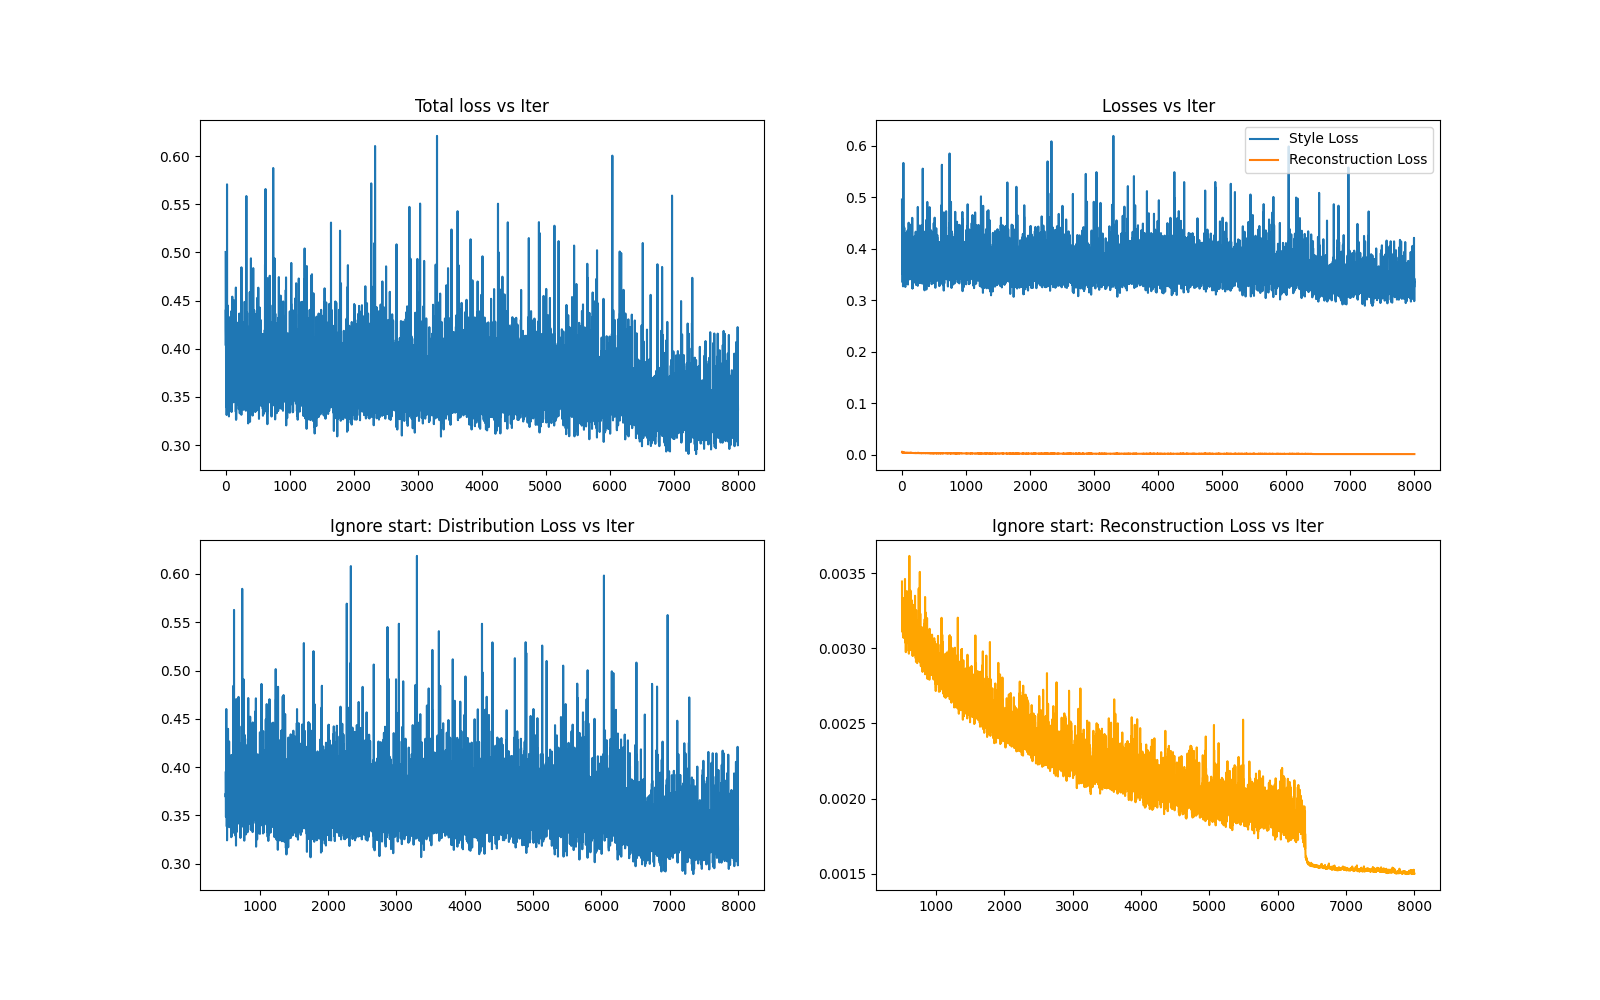 Total loss vs Iter
0.60
0.55
0.50
0.45
0.40
0.35
0.30
0 1000 2000 3000 4000 5000 6000 7000 8000
Losses vs Iter
Style Loss
Reconstruction Loss
0.6
0.5
0.4
0.3
0.2
0.1
0.0
0 1000 2000 3000 4000 5000 6000 7000 8000
Ignore start: Distribution Loss vs Iter
0.60
0.55
0.50
0.45
0.40
0.35
0.30
1000 2000 3000 4000 5000 6000 7000 8000
Ignore start: Reconstruction Loss vs Iter
0.0035
0.0030
0.0025
0.0020
0.0015
1000 2000 3000 4000 5000 6000 7000 8000